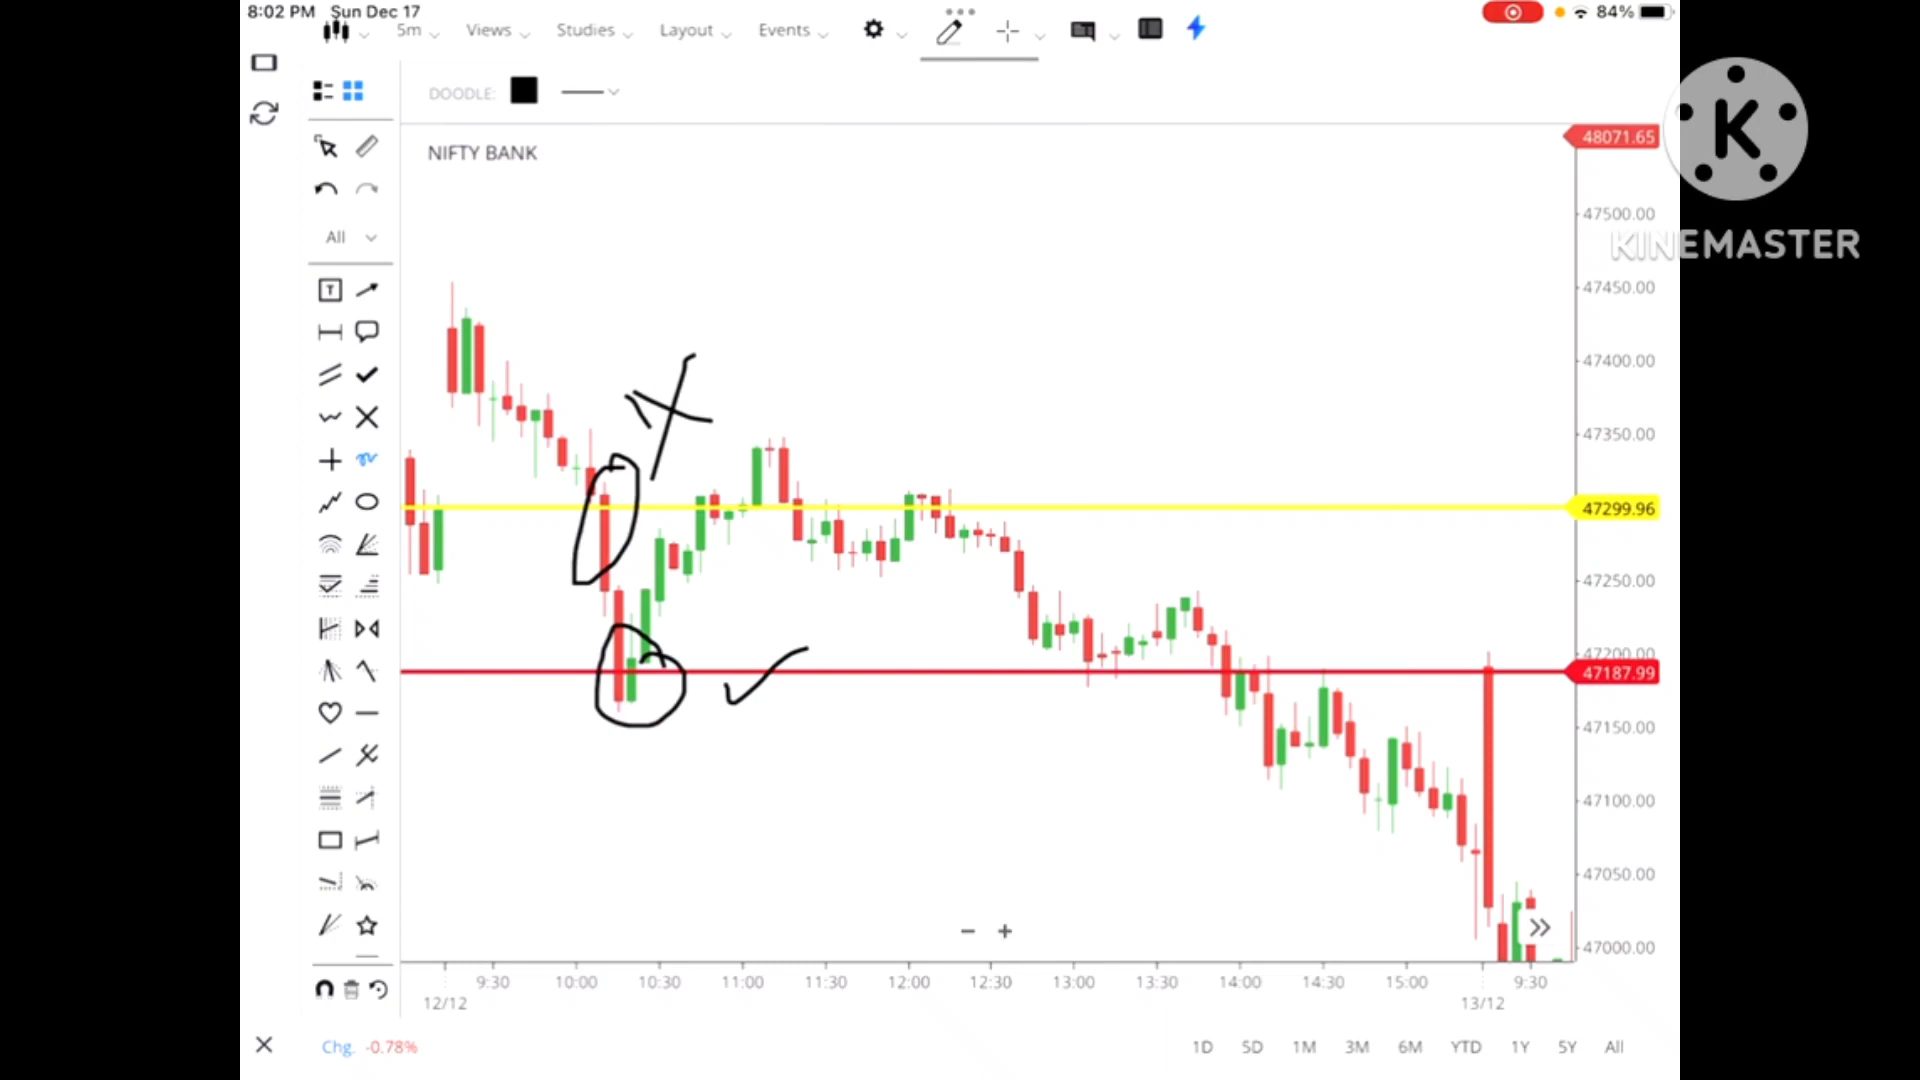 8:02 PM Sun Dec 17
84%
5m Views Studies Layout Events
DOODLE:
K
KINEMASTER
NIFTY BANK
48071.65
All
47500.00
47450.00
47400.00
47350.00
47299.96
47250.00
47200.00
47187.99
47150.00
47100.00
47050.00
47000.00
T
9:30 10:00 10:30 11:00 11:30 12:00 12:30 13:00 13:30 14:00 14:30 15:00 9:30
12/12 13/12
Chg. -0.78%
1D 5D 1M 3M 6M YTD 1Y 5Y All